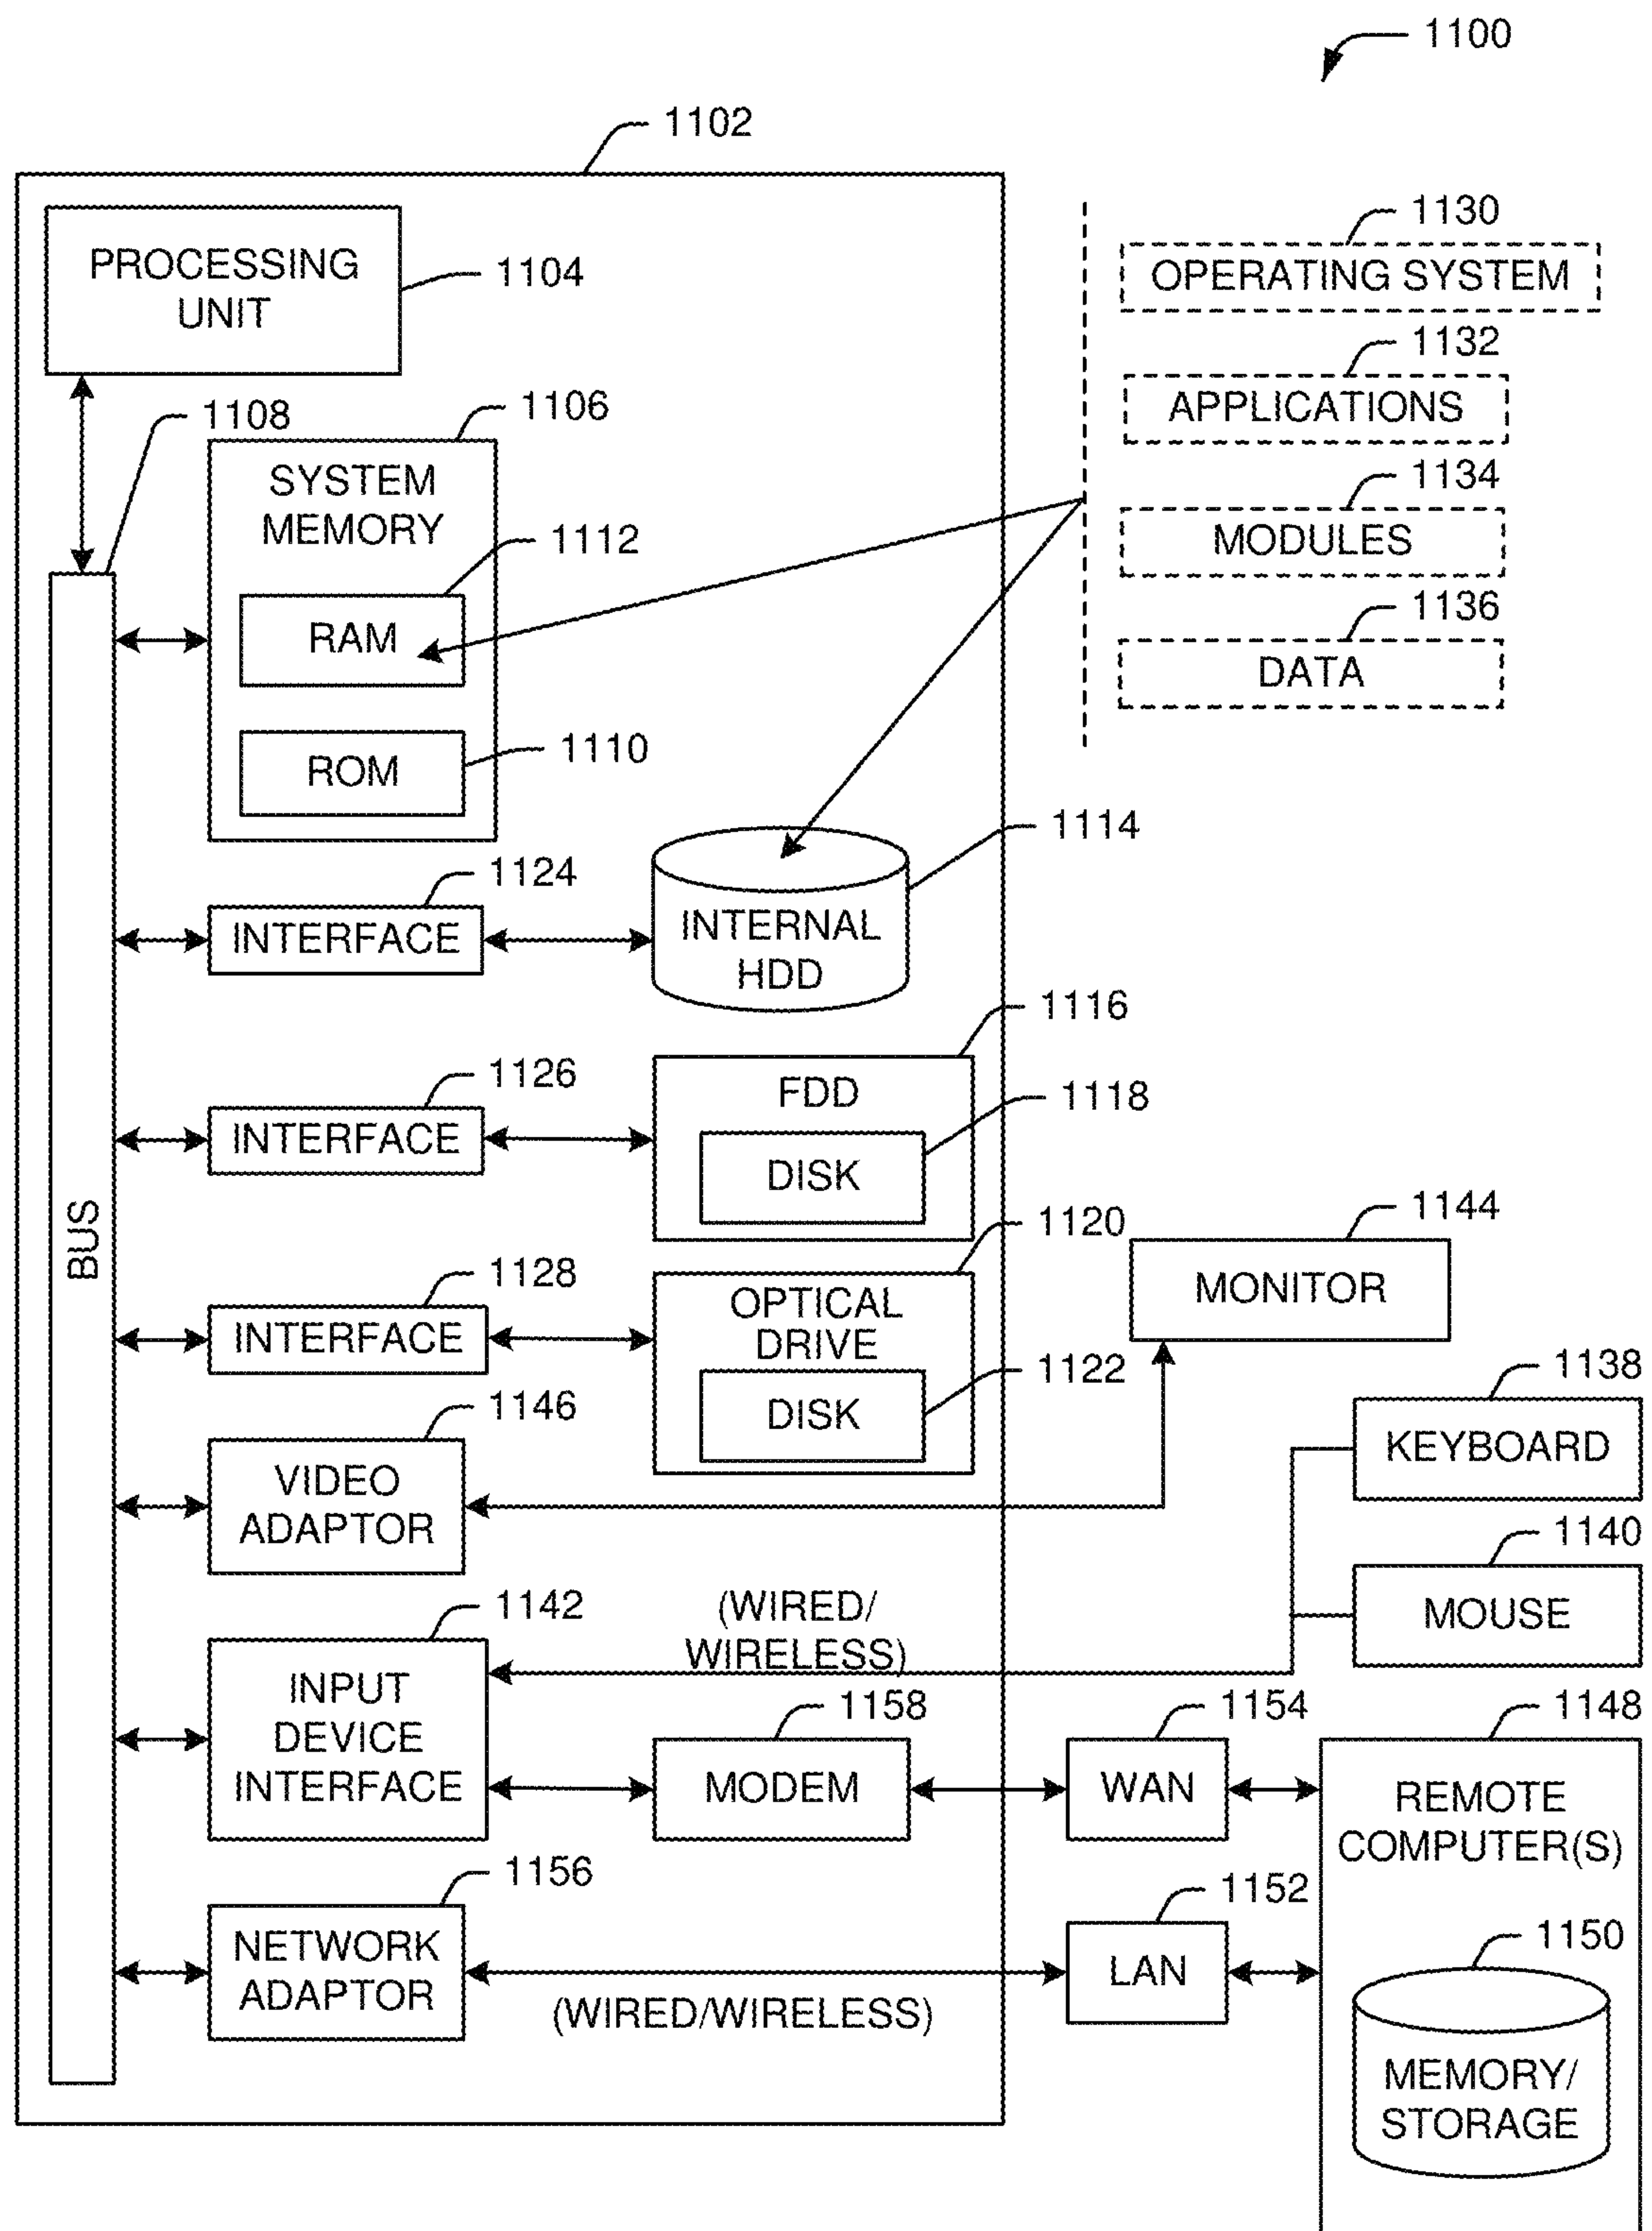 1100
1102
PROCESSING
UNIT
1104
1130
OPERATING SYSTEM
1132
APPLICATIONS
1134
MODULES
1136
DATA
1108
1106
SYSTEM
MEMORY
1112
RAM
1110
ROM
BUS
1124
INTERFACE
1114
INTERNAL
HDD
1126
INTERFACE
1116
FDD
1118
DISK
1128
INTERFACE
1120
OPTICAL
DRIVE
1122
DISK
1144
MONITOR
1146
VIDEO
ADAPTOR
1138
KEYBOARD
1140
MOUSE
1142
INPUT
DEVICE
INTERFACE
(WIRED/
WIRELESS)
1158
MODEM
1154
WAN
1148
REMOTE
COMPUTER(S)
1156
NETWORK
ADAPTOR
(WIRED/WIRELESS)
1152
LAN
1150
MEMORY/
STORAGE